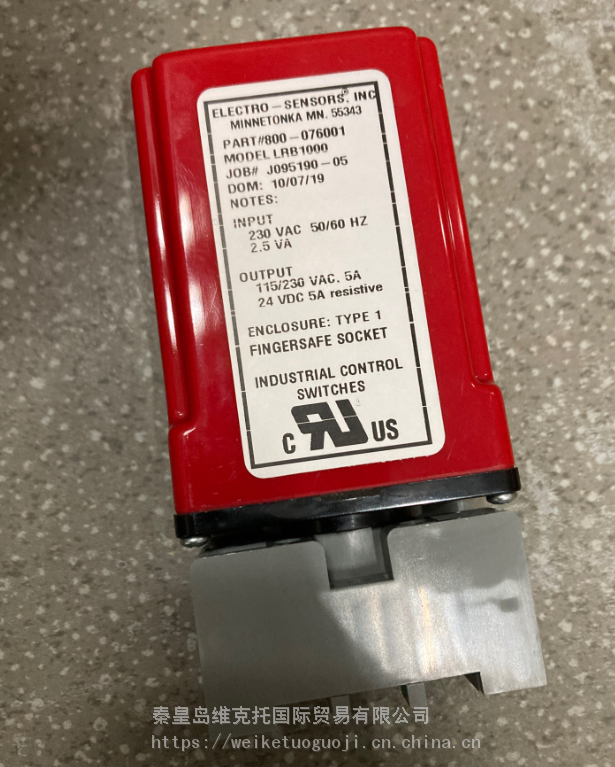 ELECTRO-SENSORS, INC
MINNETONKA MN. 55343
PART#800-076001
MODEL LRB1000
JOB# J095190-05
DOM: 10/07/19
NOTES:
INPUT
230 VAC 50/60 HZ
2.5 VA
OUTPUT
115/230 VAC. 5A
24 VDC 5A resistive
ENCLOSURE: TYPE 1
FINGERSAFE SOCKET
INDUSTRIAL CONTROL
SWITCHES
C RU US
秦皇岛维克托国际贸易有限公司
https://weiketuoguoji.cn.china.cn